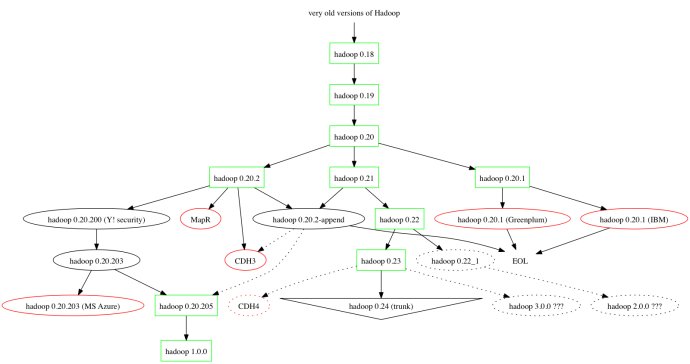 very old versions of Hadoop
hadoop 0.18
hadoop 0.19
hadoop 0.20
hadoop 0.20.2
hadoop 0.21
hadoop 0.20.1
hadoop 0.20.200 (Y! security)
MapR
hadoop 0.20.2-append
hadoop 0.22
hadoop 0.20.1 (Greenplum)
hadoop 0.20.1 (IBM)
hadoop 0.20.203
CDH3
hadoop 0.23
hadoop 0.22_1
EOL
hadoop 0.20.203 (MS Azure)
hadoop 0.20.205
CDH4
hadoop 0.24 (trunk)
hadoop 3.0.0 ???
hadoop 2.0.0 ???
hadoop 1.0.0